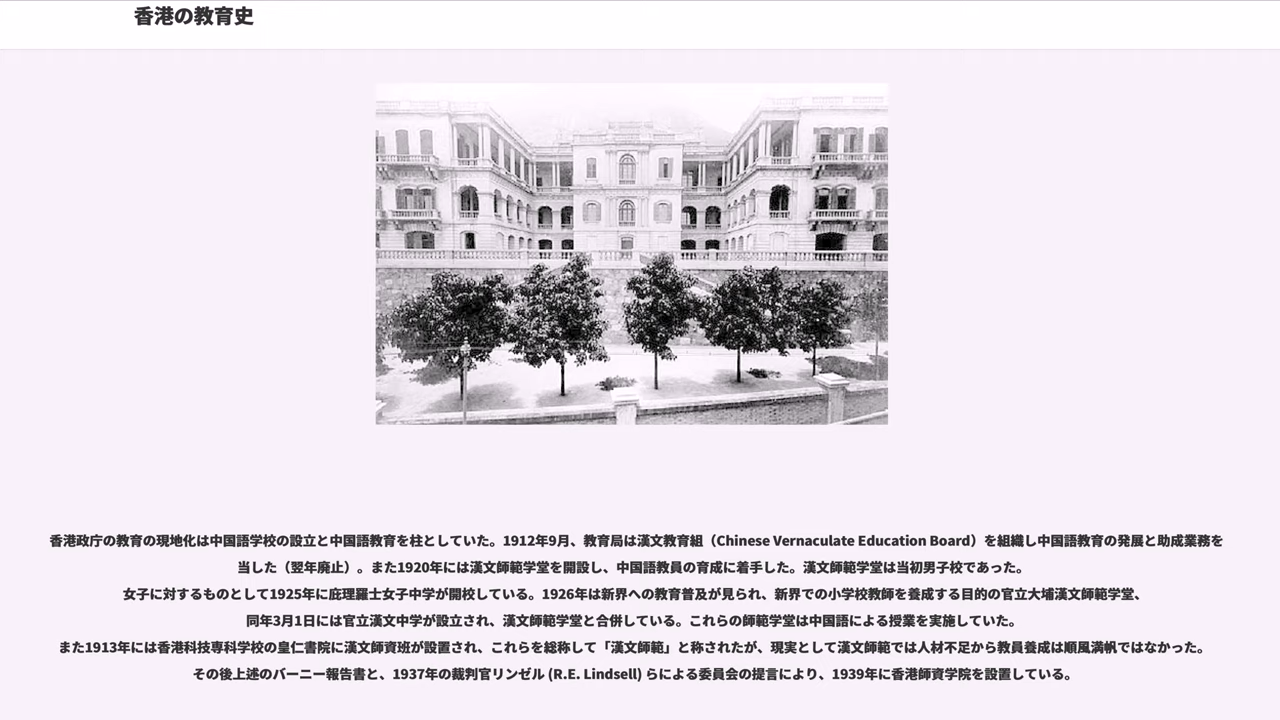 香港の教育史
香港政庁の教育の現地化は中国語学校の設立と中国語教育を柱としていた。1912年9月、教育局は漢文教育組（Chinese Vernaculate Education Board）を組織し中国語教育の発展と助成業務を
当した（翌年廃止）。また1920年には漢文師範学堂を開設し、中国語教員の育成に着手した。漢文師範学堂は当初男子校であった。
女子に対するものとして1925年に庇理羅士女子中学が開校している。1926年は新界への教育普及が見られ、新界での小学校教師を養成する目的の官立大埔漢文師範学堂、
同年3月1日には官立漢文中学が設立され、漢文師範学堂と合併している。これらの師範学堂は中国語による授業を実施していた。
また1913年には香港科技専科学校の皇仁書院に漢文師資班が設置され、これらを総称して「漢文師範」と称されたが、現実として漢文師範では人材不足から教員養成は順風満帆ではなかった。
その後上述のバーニー報告書と、1937年の裁判官リンゼル (R.E. Lindsell) らによる委員会の提言により、1939年に香港師資学院を設置している。